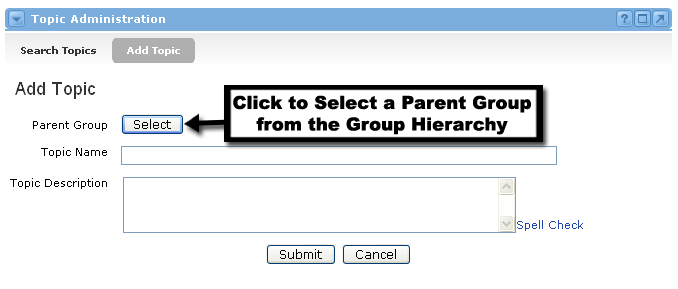 Topic Administration
?
Search Topics Add Topic
Add Topic
Parent Group Select
Click to Select a Parent Group
from the Group Hierarchy
Topic Name
Topic Description
Spell Check
Submit Cancel